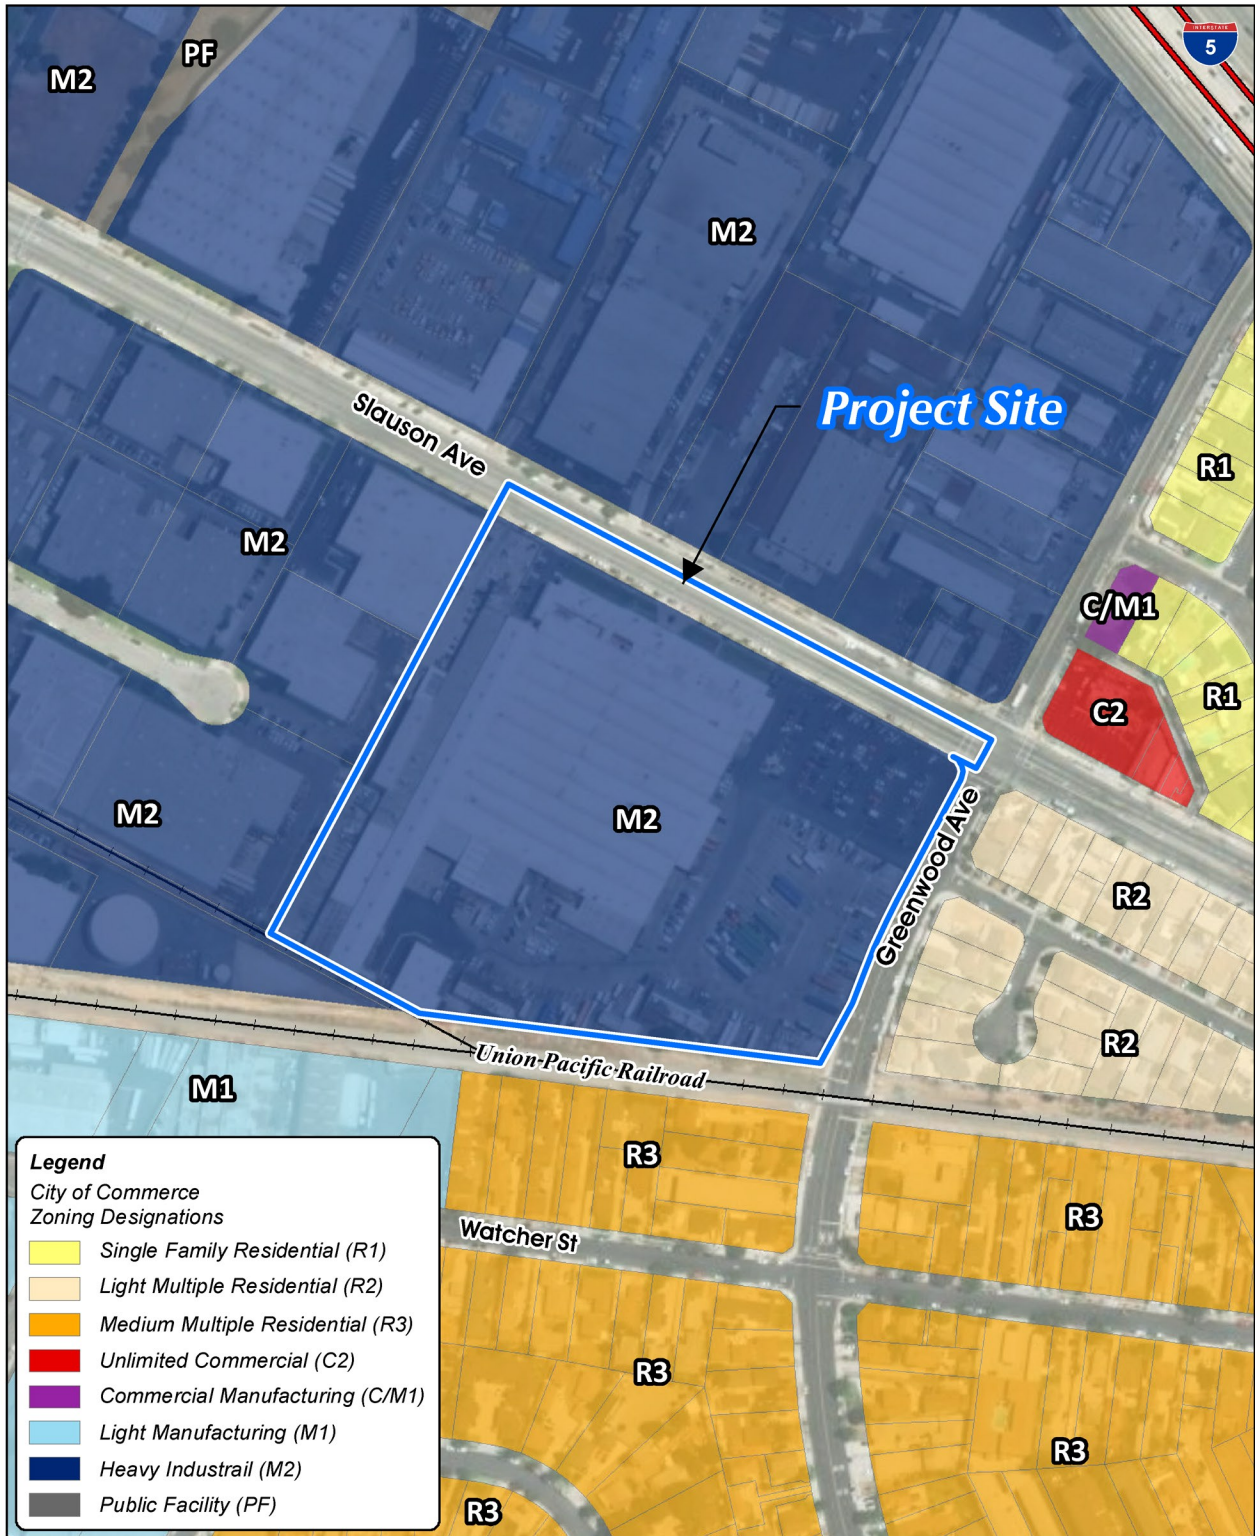 PF
M2
INTERSTATE
5
M2
Project Site
Slauson Ave
R1
M2
C/M1
R1
C2
M2
M2
Greenwood Ave
R2
R2
Union Pacific Railroad
M1
R3
R3
Watcher St
R3
R3
R3
Legend
City of Commerce
Zoning Designations
Single Family Residential (R1)
Light Multiple Residential (R2)
Medium Multiple Residential (R3)
Unlimited Commercial (C2)
Commercial Manufacturing (C/M1)
Light Manufacturing (M1)
Heavy Industrail (M2)
Public Facility (PF)